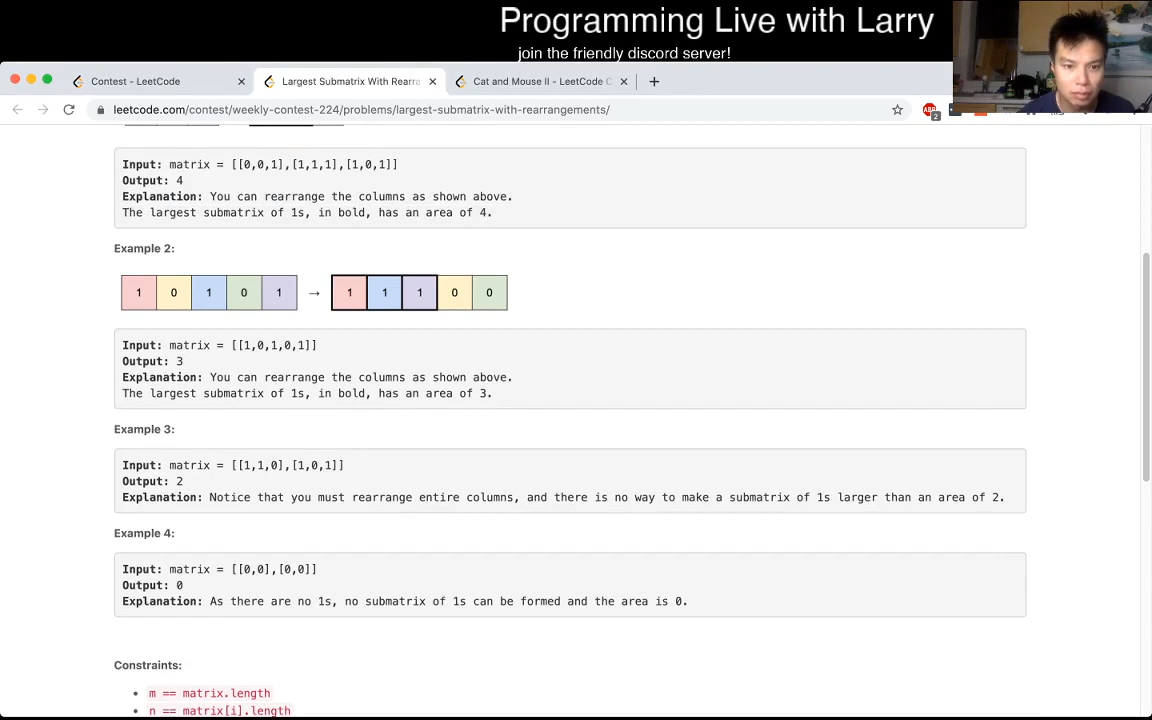 Programming Live with Larry
join the friendly discord server!
Contest - LeetCode
Largest Submatrix With Rearra
Cat and Mouse II - LeetCode C
leetcode.com/contest/weekly-contest-224/problems/largest-submatrix-with-rearrangements/
ABP
2
Input: matrix = [[0,0,1],[1,1,1],[1,0,1]]
Output: 4
Explanation: You can rearrange the columns as shown above.
The largest submatrix of 1s, in bold, has an area of 4.
Example 2:
1 0 1 0 1 → 1 1 1 0 0
Input: matrix = [[1,0,1,0,1]]
Output: 3
Explanation: You can rearrange the columns as shown above.
The largest submatrix of 1s, in bold, has an area of 3.
Example 3:
Input: matrix = [[1,1,0],[1,0,1]]
Output: 2
Explanation: Notice that you must rearrange entire columns, and there is no way to make a submatrix of 1s larger than an area of 2.
Example 4:
Input: matrix = [[0,0],[0,0]]
Output: 0
Explanation: As there are no 1s, no submatrix of 1s can be formed and the area is 0.
Constraints:
• m == matrix.length
• n == matrix[i].length